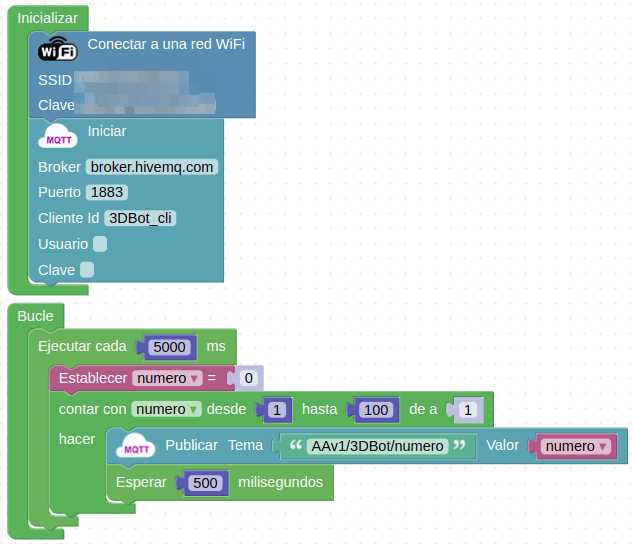 Inicializar
WiFi Conectar a una red WiFi
SSID
Clave
MQTT Iniciar
Broker broker.hivemq.com
Puerto 1883
Cliente Id 3DBot_cli
Usuario
Clave
Bucle
Ejecutar cada 5000 ms
Establecer numero ▾ = 0
contar con numero ▾ desde 1 hasta 100 de a 1
hacer MQTT Publicar Tema “ AAv1/3DBot/numero ” Valor numero ▾
Esperar 500 milisegundos